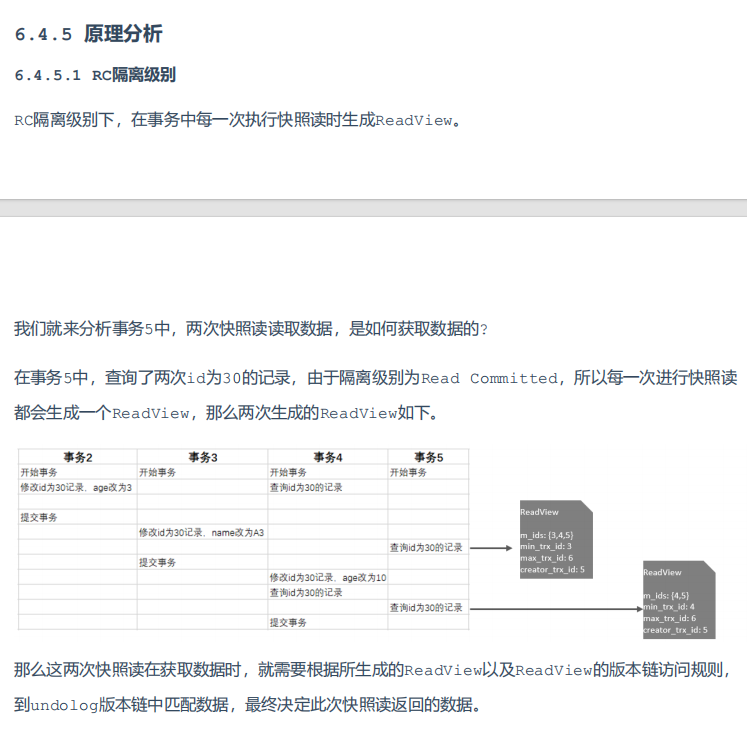 6.4.5 原理分析
6.4.5.1 RC隔离级别
RC隔离级别下，在事务中每一次执行快照读时生成ReadView。
我们就来分析事务5中，两次快照读读取数据，是如何获取数据的?
在事务5中，查询了两次id为30的记录，由于隔离级别为Read Committed，所以每一次进行快照读
都会生成一个ReadView，那么两次生成的ReadView如下。
事务2 事务3 事务4 事务5
开始事务 开始事务 开始事务 开始事务
修改id为30记录，age改为3 查询id为30的记录
提交事务
修改id为30记录，name改为A3
查询id为30的记录
提交事务
修改id为30记录，age改为10
查询id为30的记录
查询id为30的记录
提交事务
ReadView
m_ids: {3,4,5}
min_trx_id: 3
max_trx_id: 6
creator_trx_id: 5
ReadView
m_ids: {4,5}
min_trx_id: 4
max_trx_id: 6
creator_trx_id: 5
那么这两次快照读在获取数据时，就需要根据所生成的ReadView以及ReadView的版本链访问规则，
到undolog版本链中匹配数据，最终决定此次快照读返回的数据。